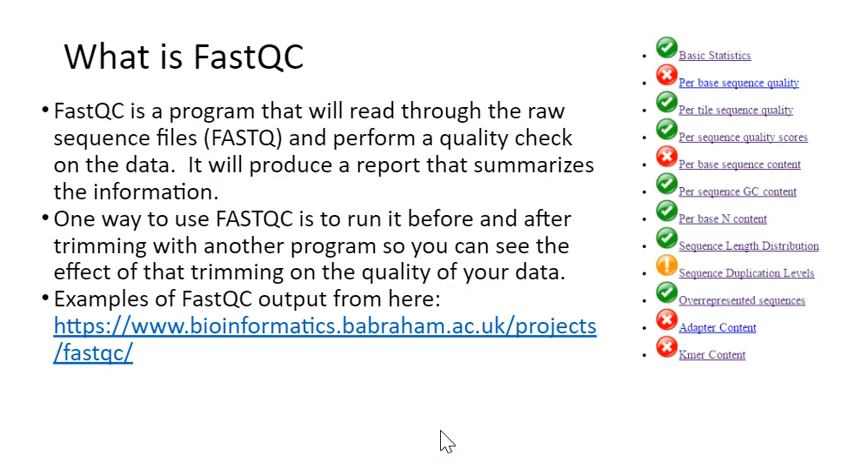 What is FastQC
• FastQC is a program that will read through the raw
sequence files (FASTQ) and perform a quality check
on the data.  It will produce a report that summarizes
the information.
• One way to use FASTQC is to run it before and after
trimming with another program so you can see the
effect of that trimming on the quality of your data.
• Examples of FastQC output from here:
https://www.bioinformatics.babraham.ac.uk/projects
/fastqc/
• Basic Statistics
• Per base sequence quality
• Per tile sequence quality
• Per sequence quality scores
• Per base sequence content
• Per sequence GC content
• Per base N content
• Sequence Length Distribution
• Sequence Duplication Levels
• Overrepresented sequences
• Adapter Content
• Kmer Content